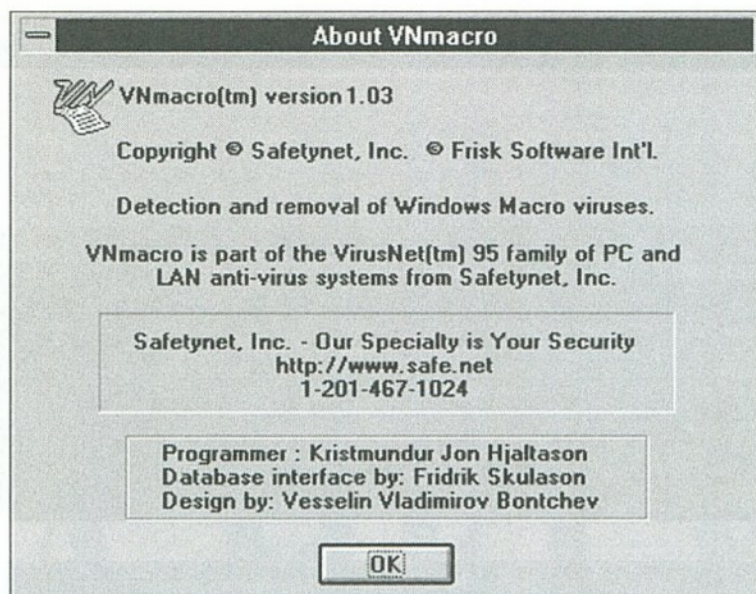 About VNmacro
VNmacro(tm) version 1.03
Copyright © Safetynet, Inc. © Frisk Software Int'l.
Detection and removal of Windows Macro viruses.
VNmacro is part of the VirusNet(tm) 95 family of PC and
LAN anti-virus systems from Safetynet, Inc.
Safetynet, Inc. - Our Specialty is Your Security
http://www.safe.net
1-201-467-1024
Programmer : Kristmundur Jon Hjaltason
Database interface by: Fridrik Skulason
Design by: Vesselin Vladimirov Bontchev
OK